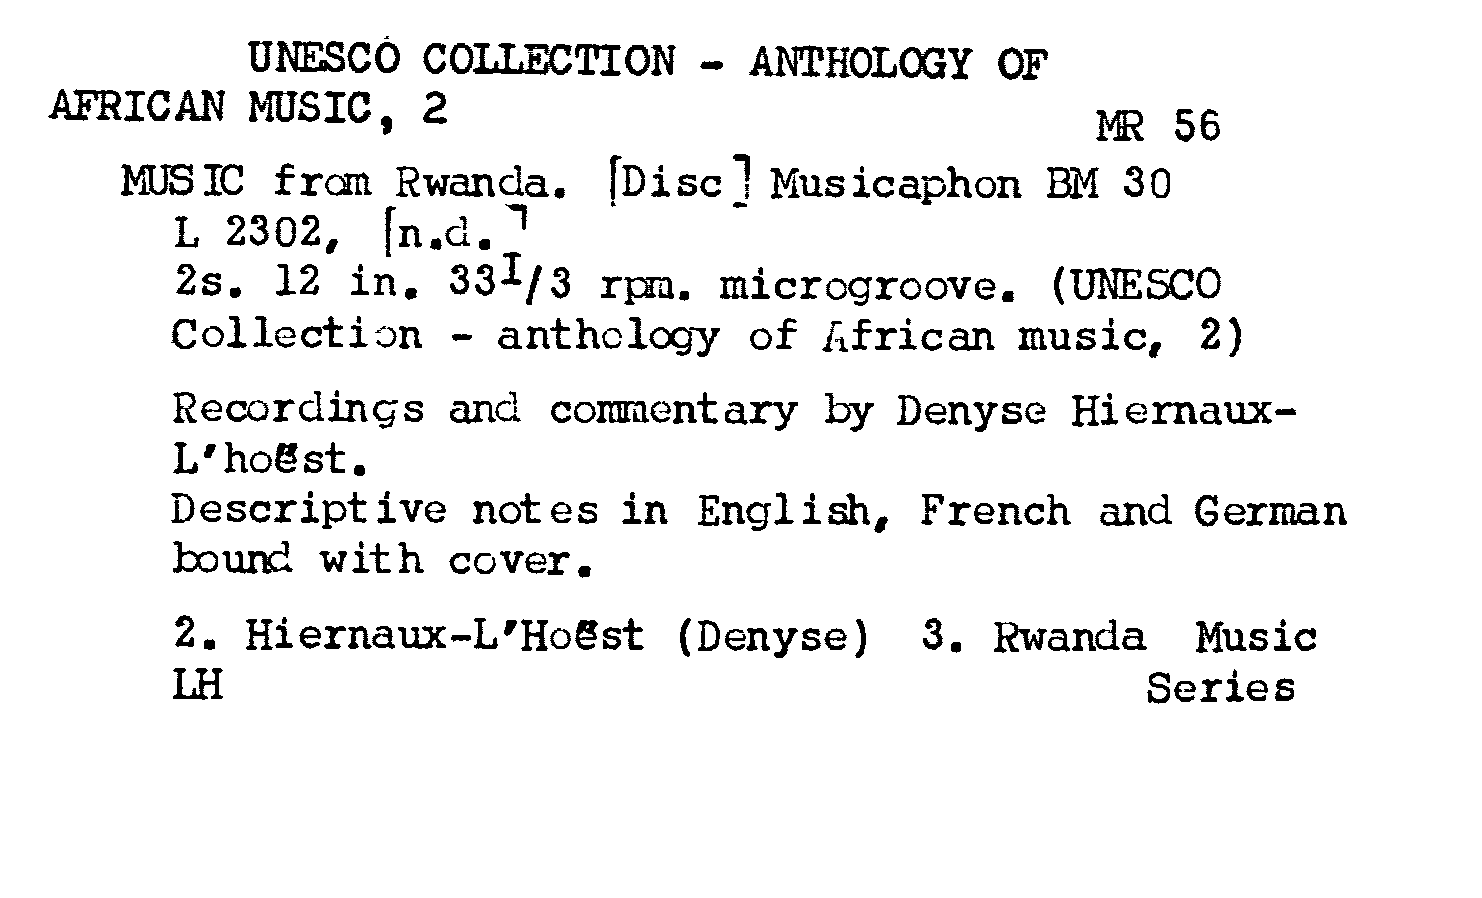 UNESCO COLLECTION - ANTHOLOGY OF
AFRICAN MUSIC, 2
MR 56
MUSIC from Rwanda. [Disc] Musicaphon BM 30
L 2302, [n.d.]
2s. 12 in. 33I/3 rpm. microgroove. (UNESCO
Collection - anthology of African music, 2)
Recordings and commentary by Denyse Hiernaux-
L'hoëst.
Descriptive notes in English, French and German
bound with cover.
2. Hiernaux-L'Hoëst (Denyse) 3. Rwanda Music
LH Series